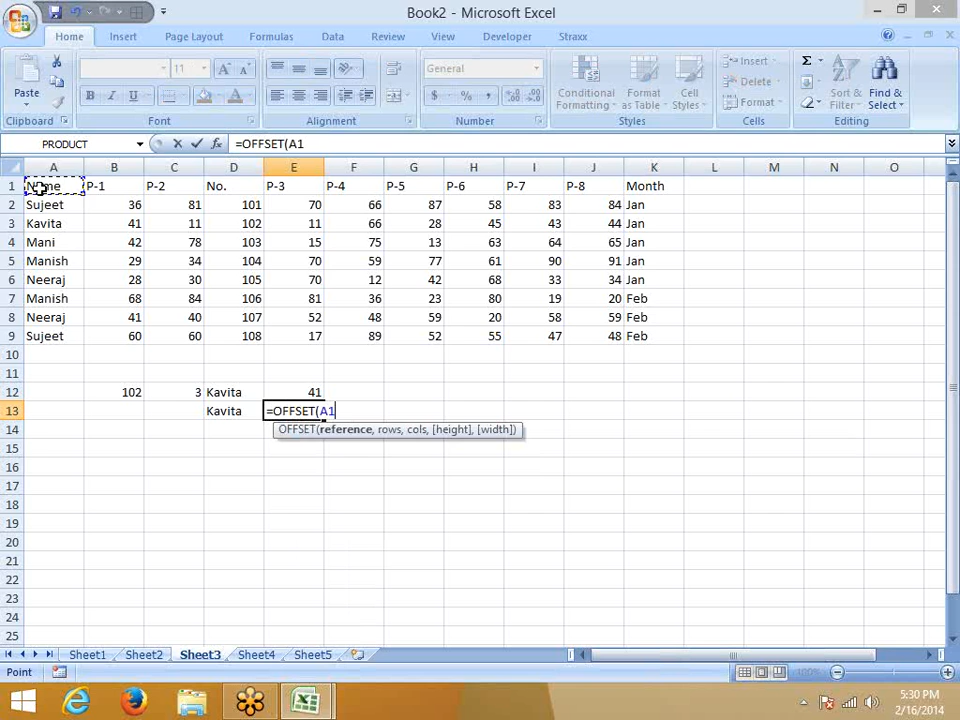 Book2 - Microsoft Excel
Home Insert Page Layout Formulas Data Review View Developer Straxx
Paste 11 A A General Conditional Formatting Format as Table Cell Styles Insert Delete Format Sort & Filter Find & Select
B I U A $ % ,
Clipboard Font Alignment Number Styles Cells Editing
PRODUCT fx =OFFSET(A1
A B C D E F G H I J K L M N O
1 Name P-1 P-2 No. P-3 P-4 P-5 P-6 P-7 P-8 Month
2 Sujeet 36 81 101 70 66 87 58 83 84 Jan
3 Kavita 41 11 102 11 66 28 45 43 44 Jan
4 Mani 42 78 103 15 75 13 63 64 65 Jan
5 Manish 29 34 104 70 59 77 61 90 91 Jan
6 Neeraj 28 30 105 70 12 42 68 33 34 Jan
7 Manish 68 84 106 81 36 23 80 19 20 Feb
8 Neeraj 41 40 107 52 48 59 20 58 59 Feb
9 Sujeet 60 60 108 17 89 52 55 47 48 Feb
10
11
12 102 3 Kavita 41
13 Kavita =OFFSET(A1
14 OFFSET(reference, rows, cols, [height], [width])
15
16
17
18
19
20
21
22
23
24
25
Sheet1 Sheet2 Sheet3 Sheet4 Sheet5
Point 100%
5:30 PM
2/16/2014